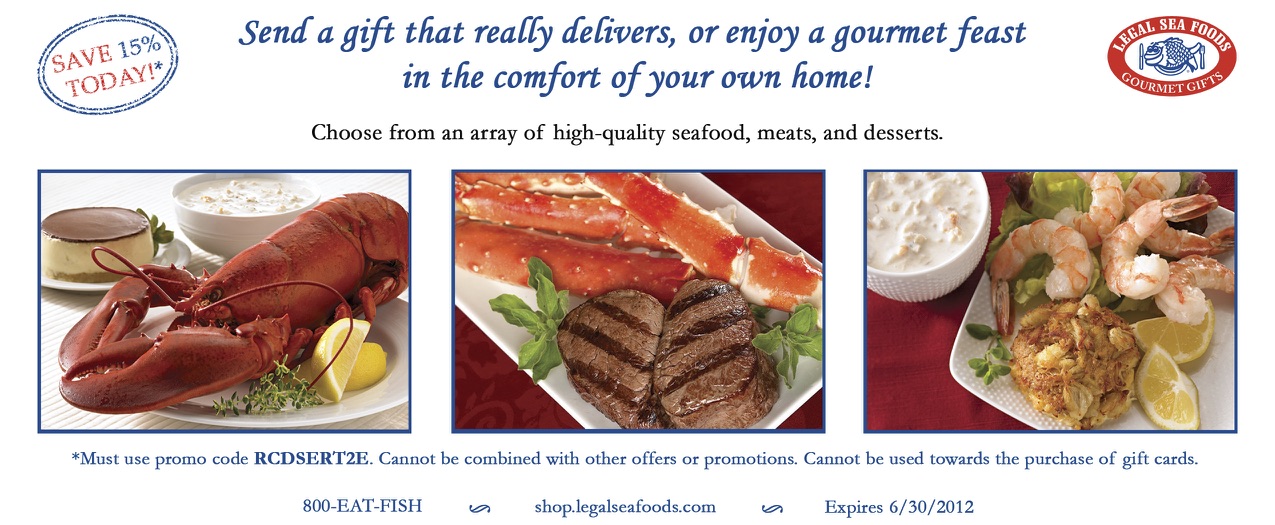 SAVE 15%
TODAY!*
Send a gift that really delivers, or enjoy a gourmet feast
in the comfort of your own home!
LEGAL SEA FOODS
GOURMET GIFTS
Choose from an array of high-quality seafood, meats, and desserts.
*Must use promo code RCDSERT2E. Cannot be combined with other offers or promotions. Cannot be used towards the purchase of gift cards.
800-EAT-FISH shop.legalseafoods.com Expires 6/30/2012